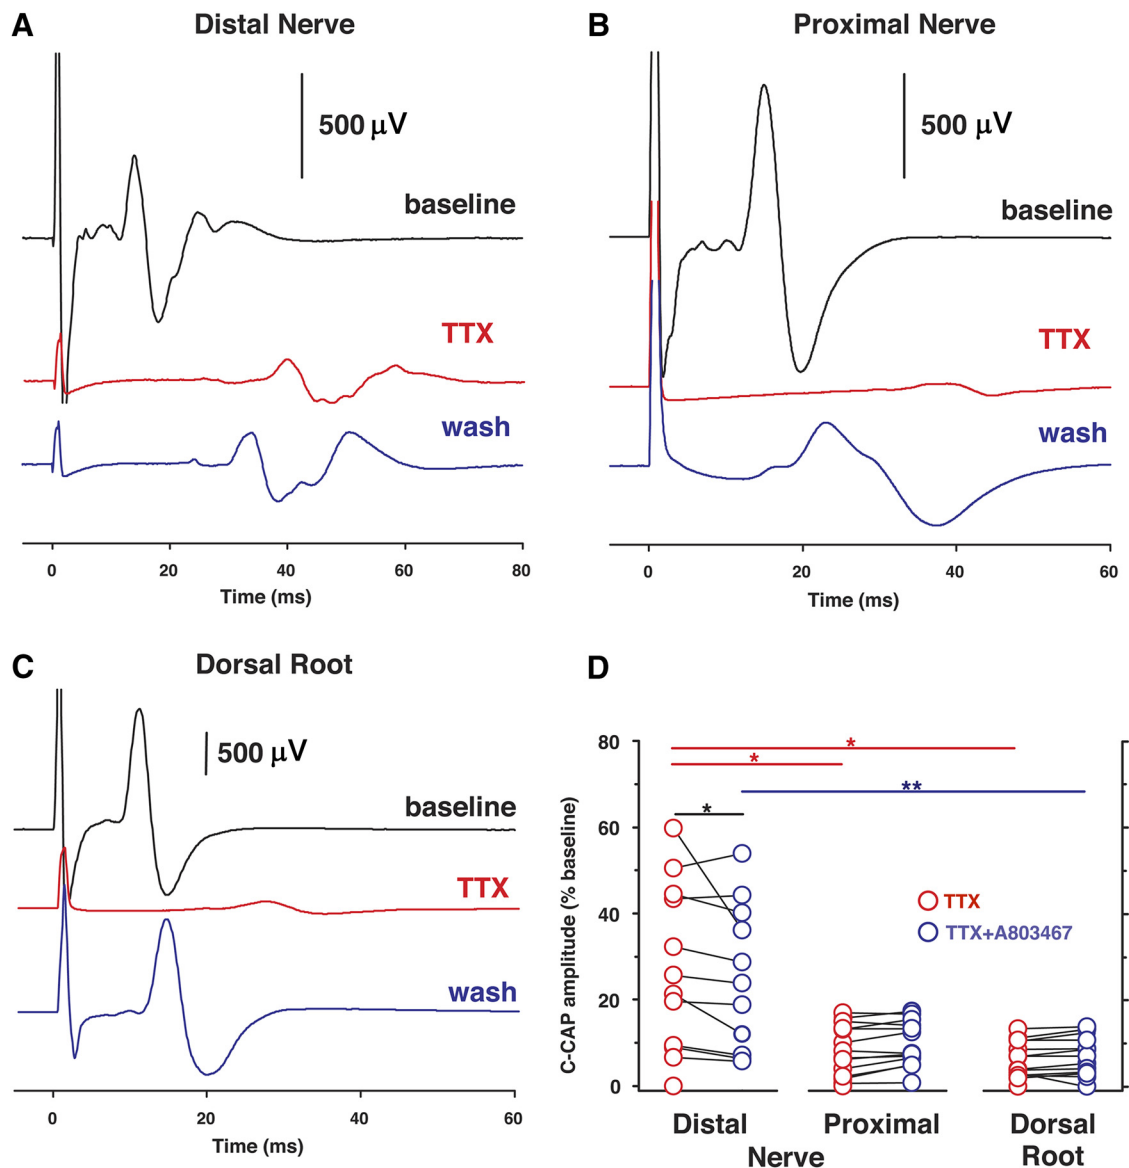 A
Distal Nerve
500 μV
baseline
TTX
wash
0 20 40 60 80
Time (ms)
B
Proximal Nerve
500 μV
baseline
TTX
wash
0 20 40 60
Time (ms)
C
Dorsal Root
500 μV
baseline
TTX
wash
0 20 40 60
Time (ms)
D
C-CAP amplitude (% baseline)
80
60
40
20
0
*
*
**
*
TTX
TTX+A803467
Distal Proximal Dorsal
Nerve Root